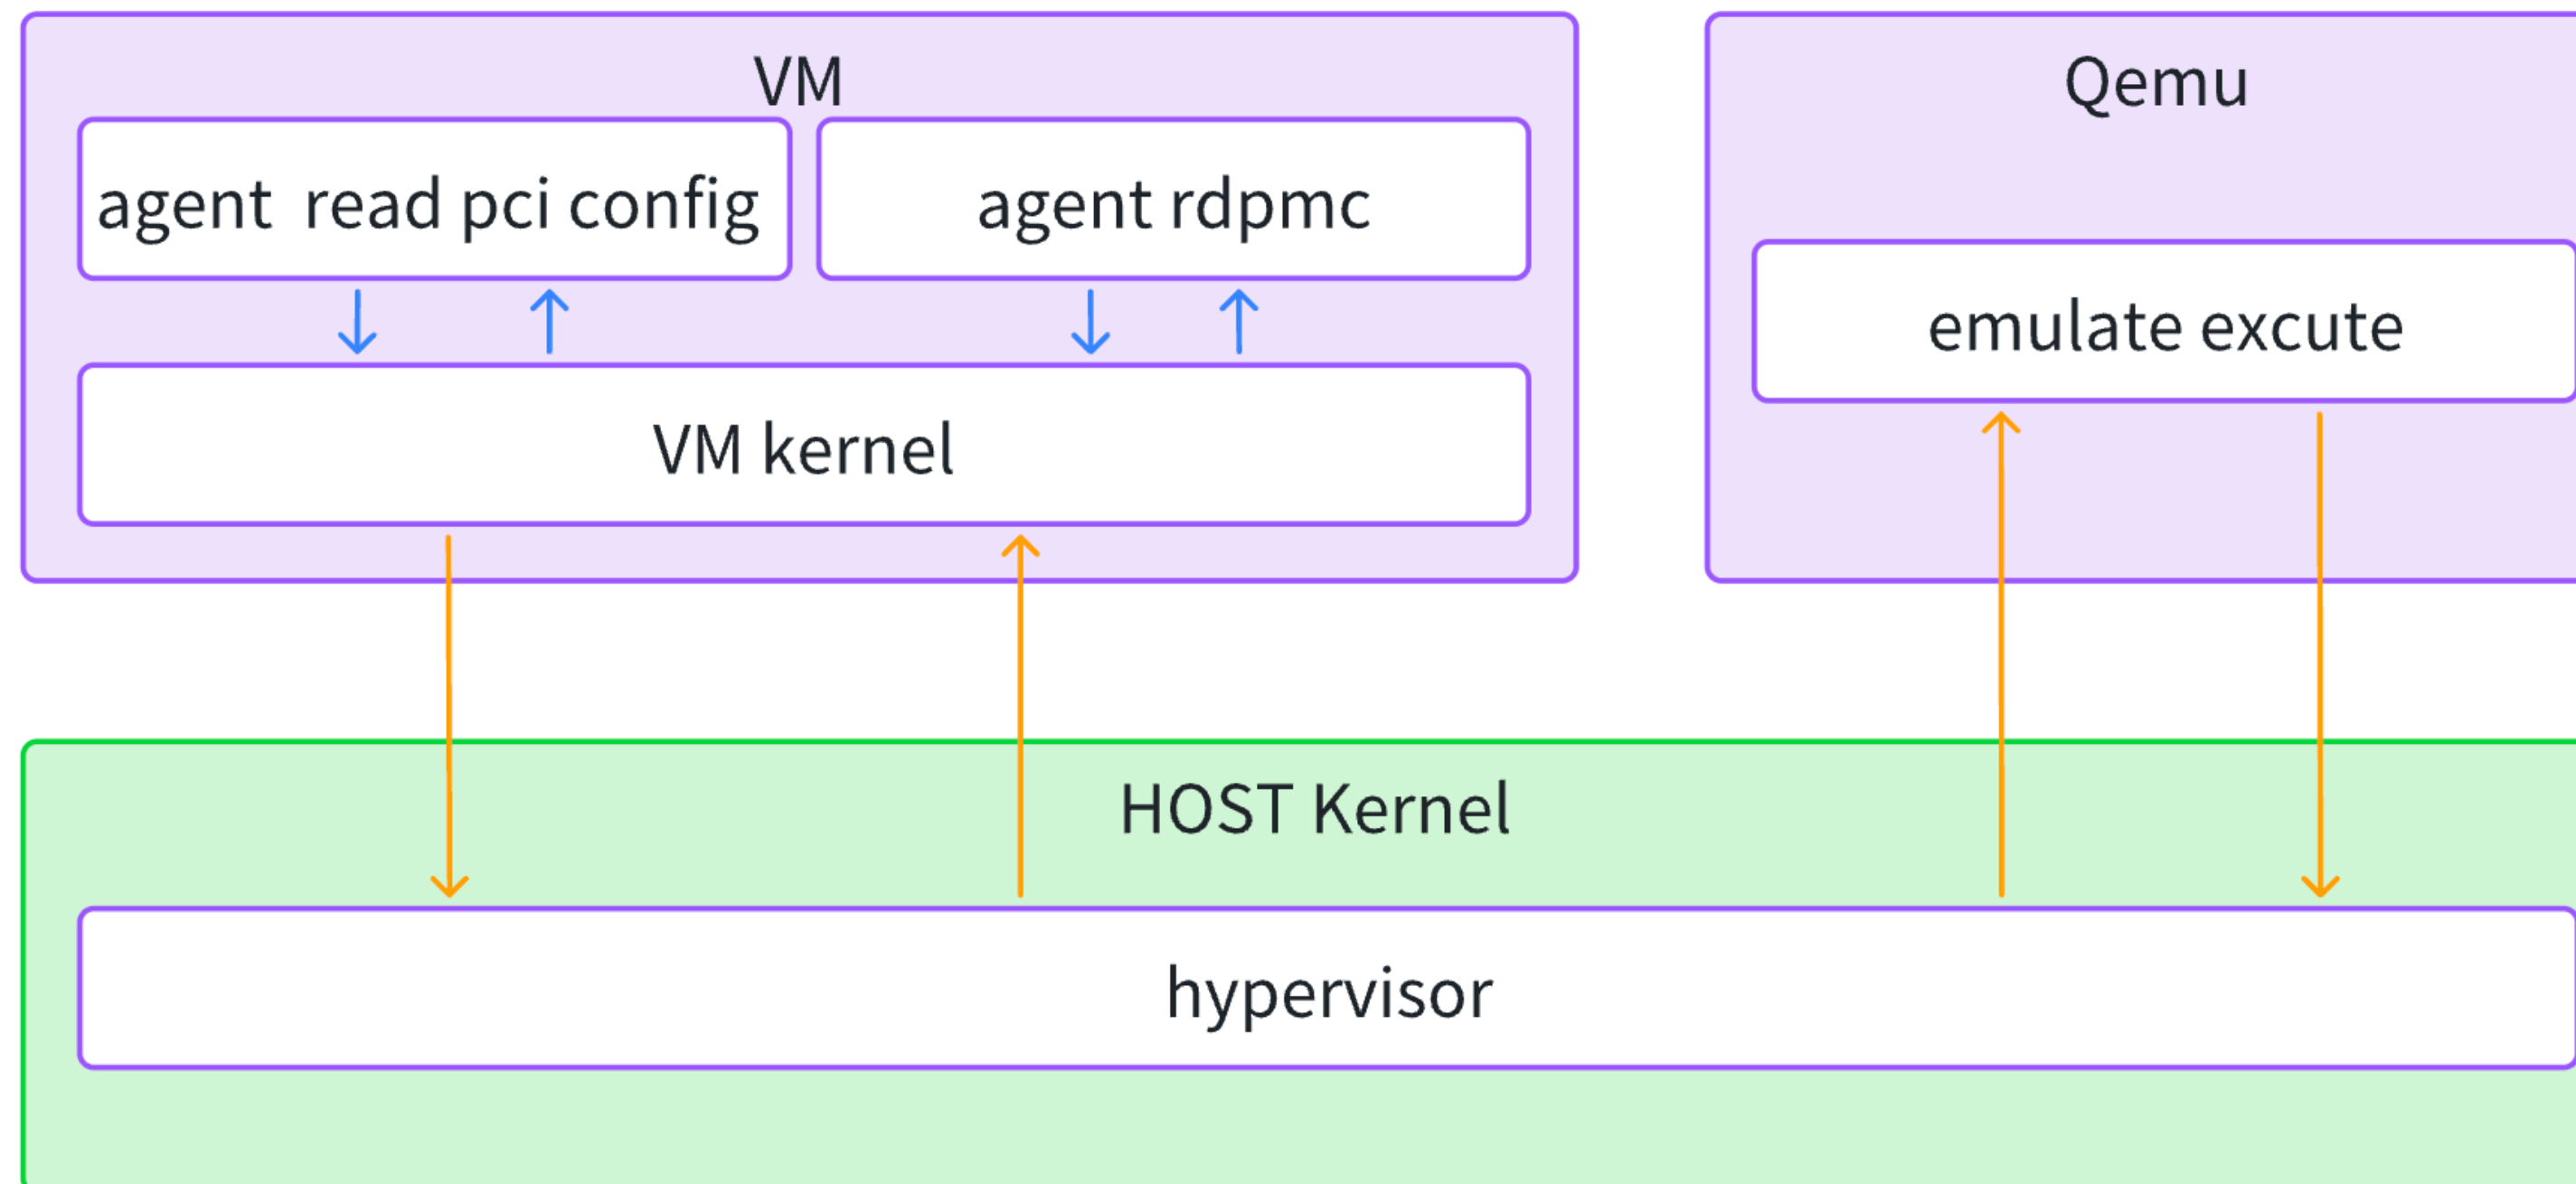 VM
Qemu
agent  read pci config
agent rdpmc
emulate excute
VM kernel
HOST Kernel
hypervisor